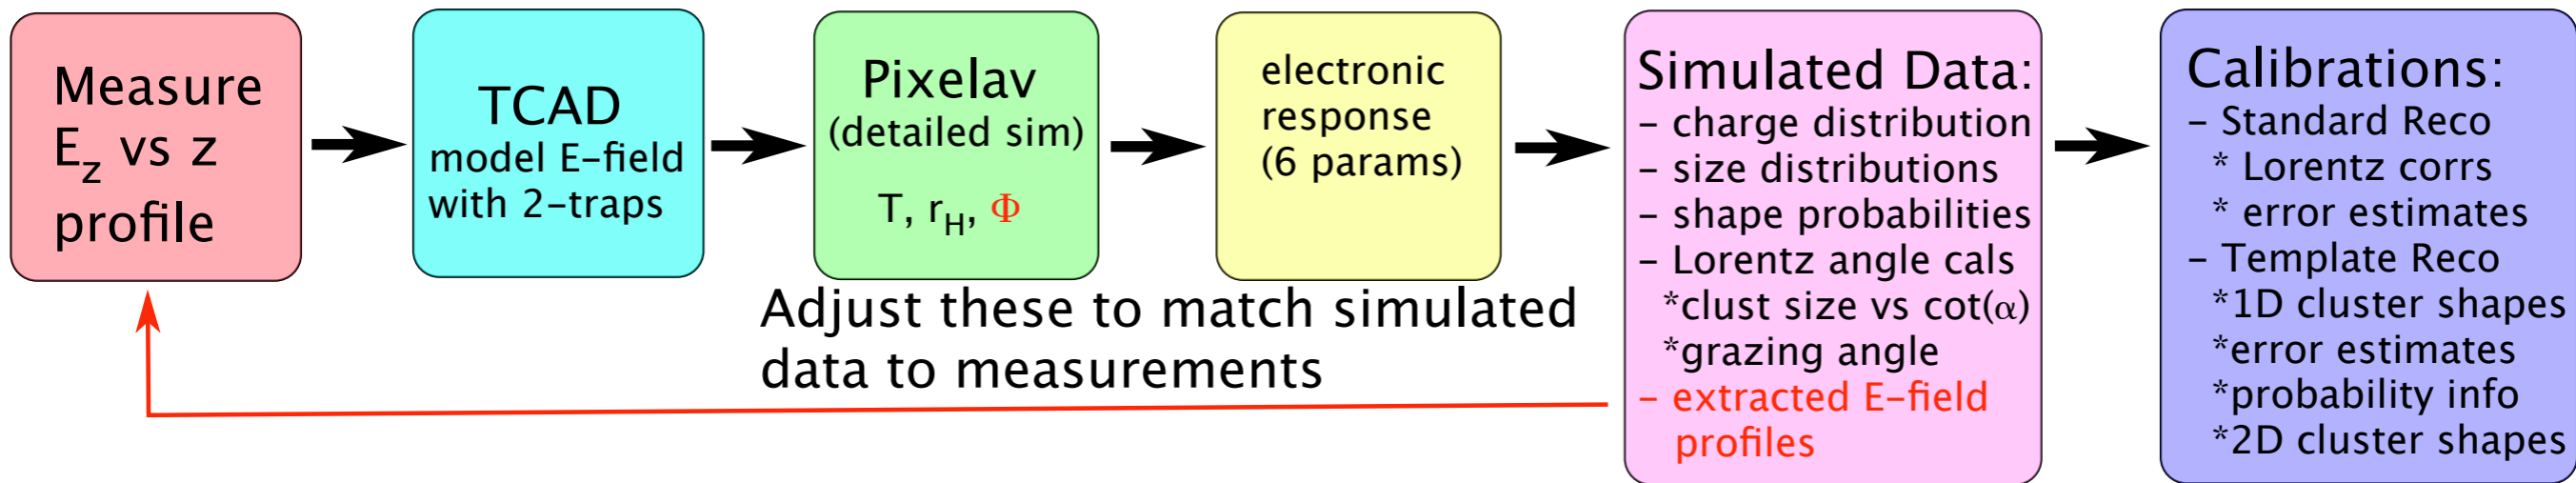 Measure
E_z vs z
profile
TCAD
model E-field
with 2-traps
Pixelav
(detailed sim)
T, r_H, Φ
electronic
response
(6 params)
Adjust these to match simulated
data to measurements
Simulated Data:
- charge distribution
- size distributions
- shape probabilities
- Lorentz angle cals
*clust size vs cot(α)
*grazing angle
- extracted E-field
profiles
Calibrations:
- Standard Reco
* Lorentz corrs
* error estimates
- Template Reco
*1D cluster shapes
*error estimates
*probability info
*2D cluster shapes